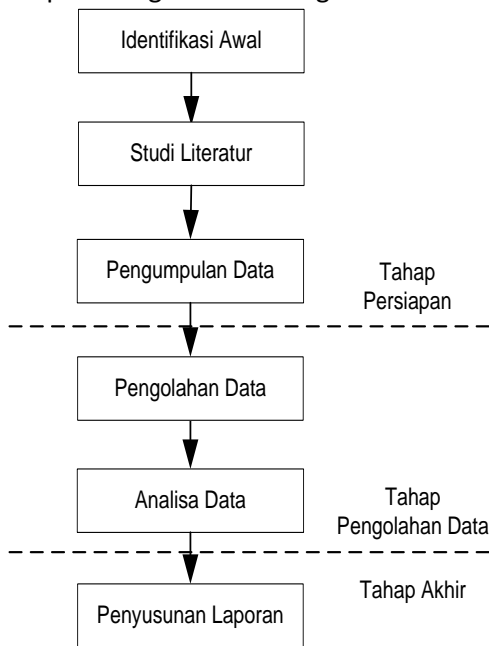 Identifikasi Awal
Studi Literatur
Pengumpulan Data
Tahap
Persiapan
Pengolahan Data
Analisa Data
Tahap
Pengolahan Data
Tahap Akhir
Penyusunan Laporan